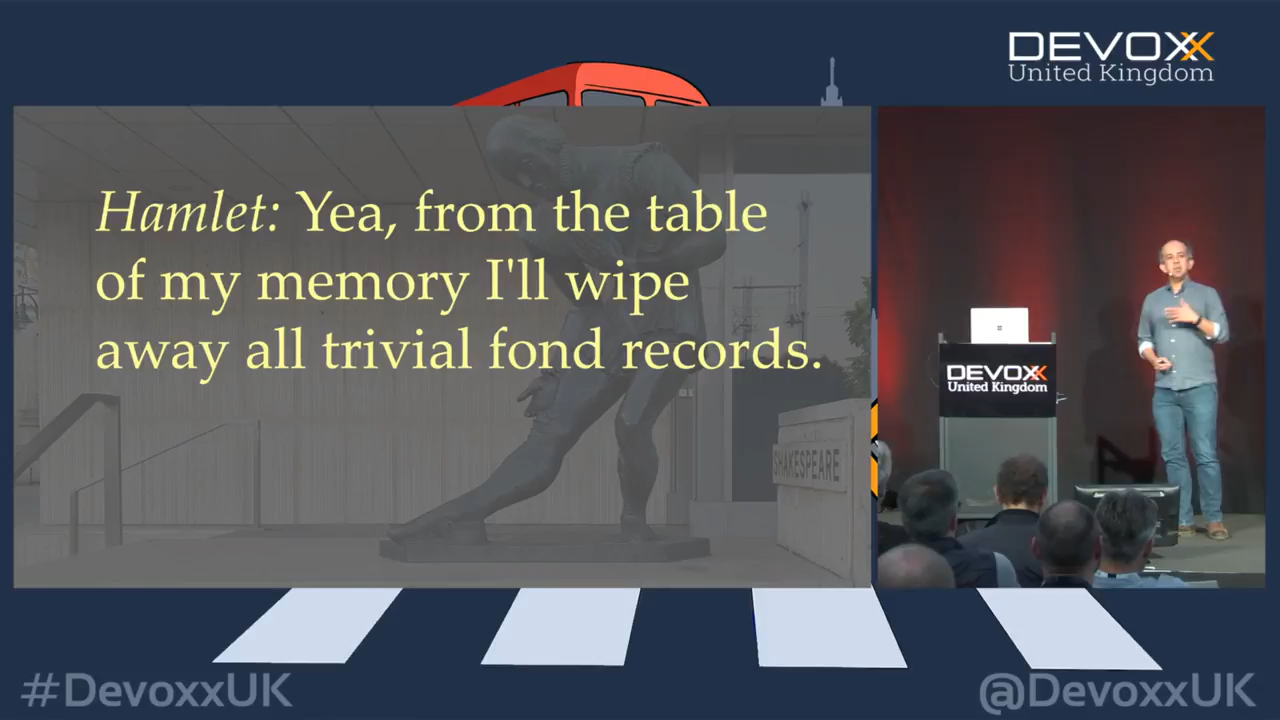 DEVOXX
United Kingdom
Hamlet: Yea, from the table
of my memory I'll wipe
away all trivial fond records.
SHAKESPEARE
DEVOXX
United Kingdom
#DevoxxUK
@DevoxxUK